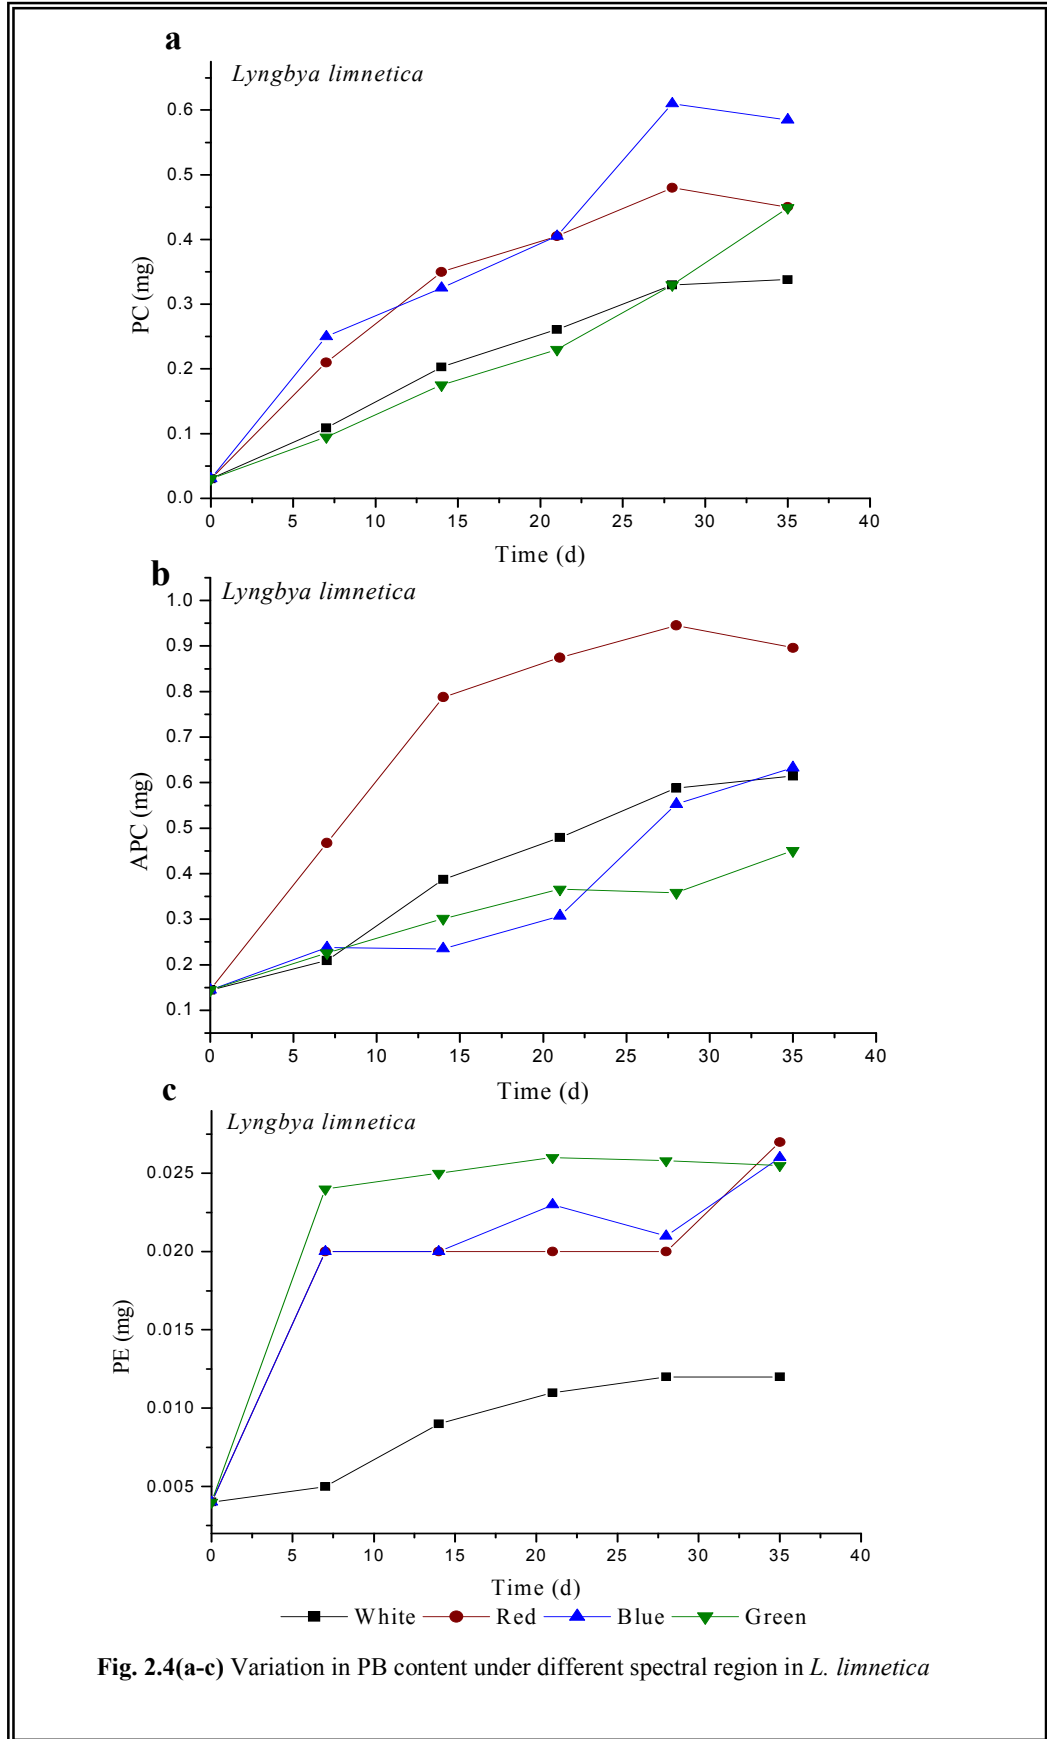 a
Lyngbya limnetica
PC (mg)
0.6
0.5
0.4
0.3
0.2
0.1
0.0
0 5 10 15 20 25 30 35 40
Time (d)
b
Lyngbya limnetica
APC (mg)
1.0
0.9
0.8
0.7
0.6
0.5
0.4
0.3
0.2
0.1
0 5 10 15 20 25 30 35 40
Time (d)
c
Lyngbya limnetica
PE (mg)
0.025
0.020
0.015
0.010
0.005
0 5 10 15 20 25 30 35 40
Time (d)
White Red Blue Green
Fig. 2.4(a-c) Variation in PB content under different spectral region in L. limnetica